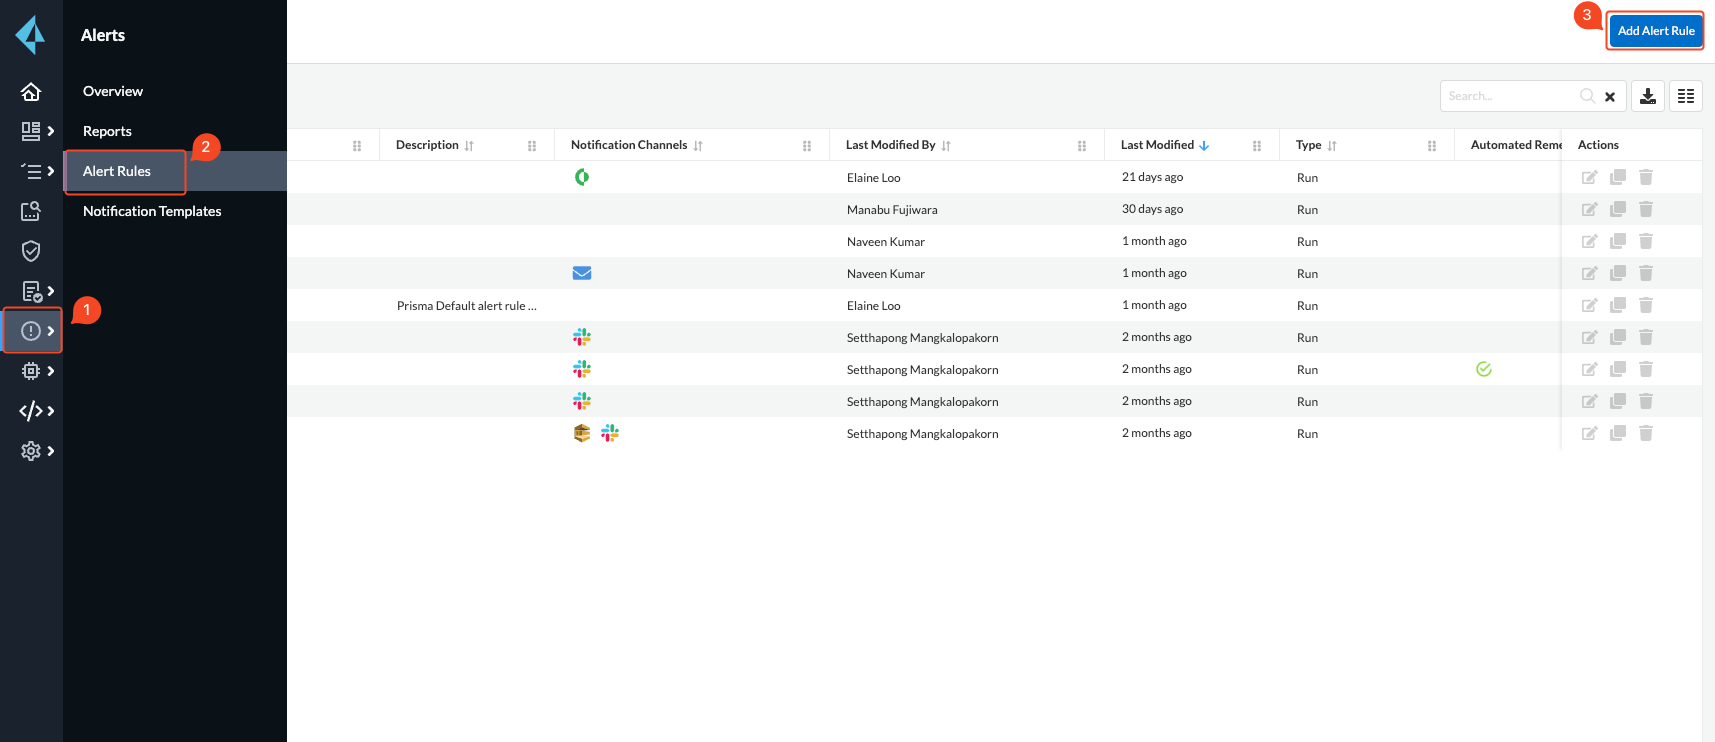 Alerts
Overview
Reports
2
Alert Rules
Notification Templates
1
3
Add Alert Rule
Search...
Description Notification Channels Last Modified By Last Modified Type Automated Reme Actions
Elaine Loo 21 days ago Run
Manabu Fujiwara 30 days ago Run
Naveen Kumar 1 month ago Run
Naveen Kumar 1 month ago Run
Prisma Default alert rule ... Elaine Loo 1 month ago Run
Setthapong Mangkalopakorn 2 months ago Run
Setthapong Mangkalopakorn 2 months ago Run
Setthapong Mangkalopakorn 2 months ago Run
Setthapong Mangkalopakorn 2 months ago Run